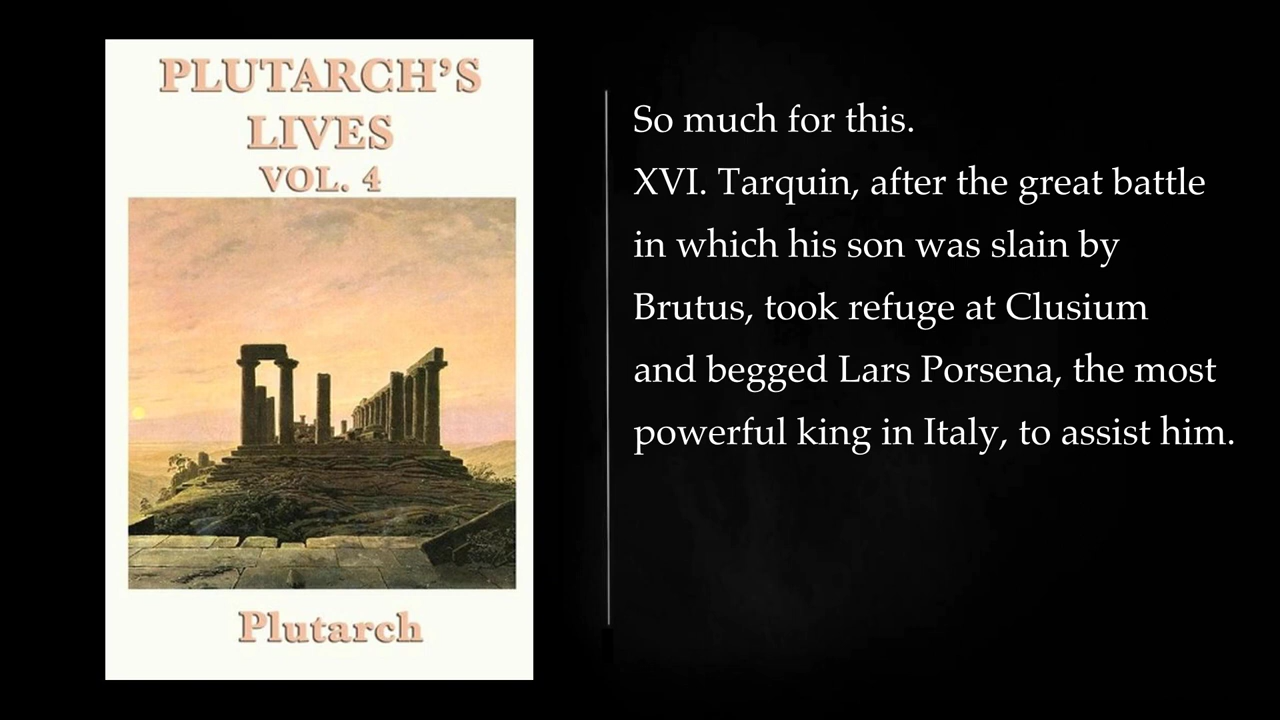 PLUTARCH'S
LIVES
VOL. 4
Plutarch
So much for this.
XVI. Tarquin, after the great battle
in which his son was slain by
Brutus, took refuge at Clusium
and begged Lars Porsena, the most
powerful king in Italy, to assist him.